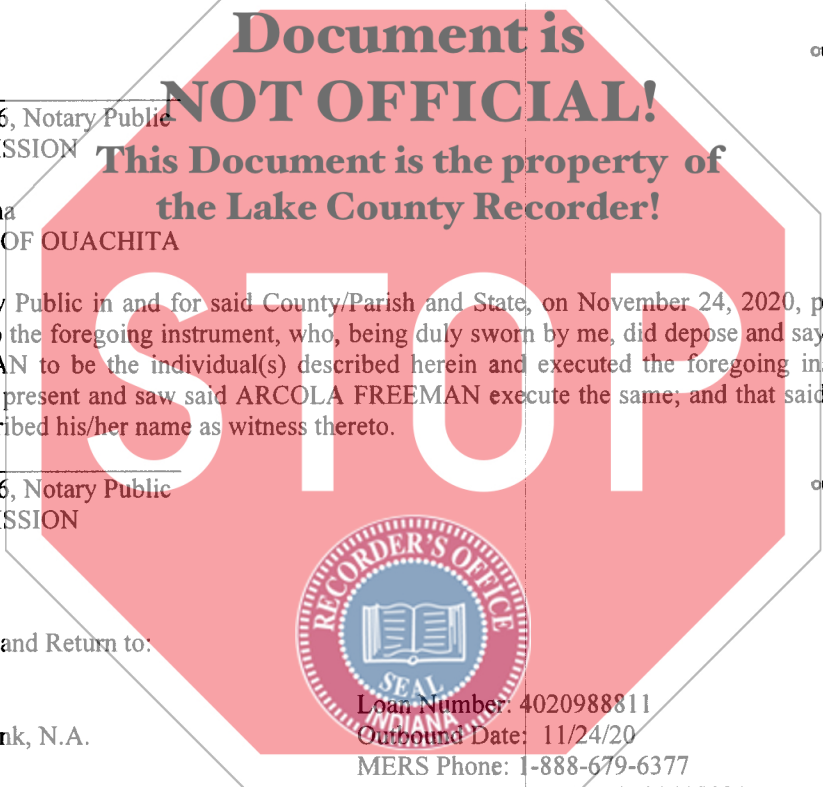 Document is
NOT OFFICIAL!
This Document is the property of
the Lake County Recorder!
6, Notary Public
SSION
na
OF OUACHITA
STOP
y Public in and for said County/Parish and State, on November 24, 2020, p
o the foregoing instrument, who, being duly sworn by me, did depose and say
AN to be the individual(s) described herein and executed the foregoing in
present and saw said ARCOLA FREEMAN execute the same; and that said
ribed his/her name as witness thereto.
6, Notary Public
SSION
RECORDER'S OFFICE
SEAL
INDIANA
and Return to:
Loan Number: 4020988811
nk, N.A.
Outbound Date: 11/24/20
MERS Phone: 1-888-679-6377